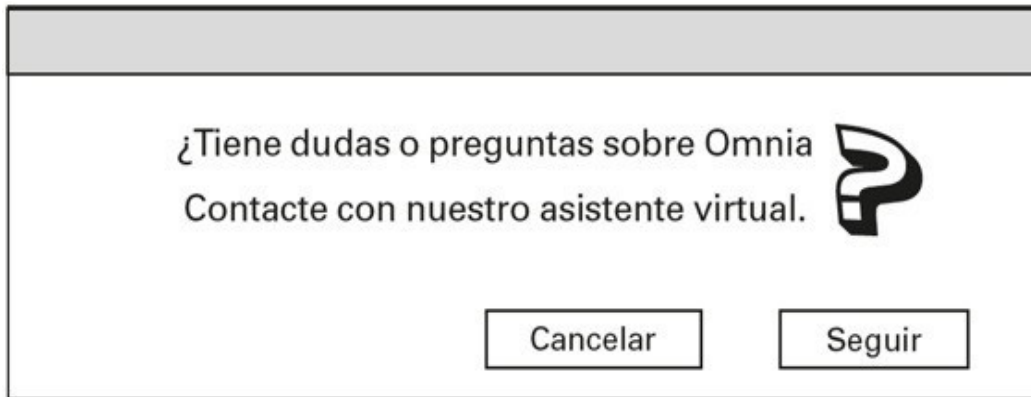 ¿Tiene dudas o preguntas sobre Omnia ?
Contacte con nuestro asistente virtual.
Cancelar
Seguir